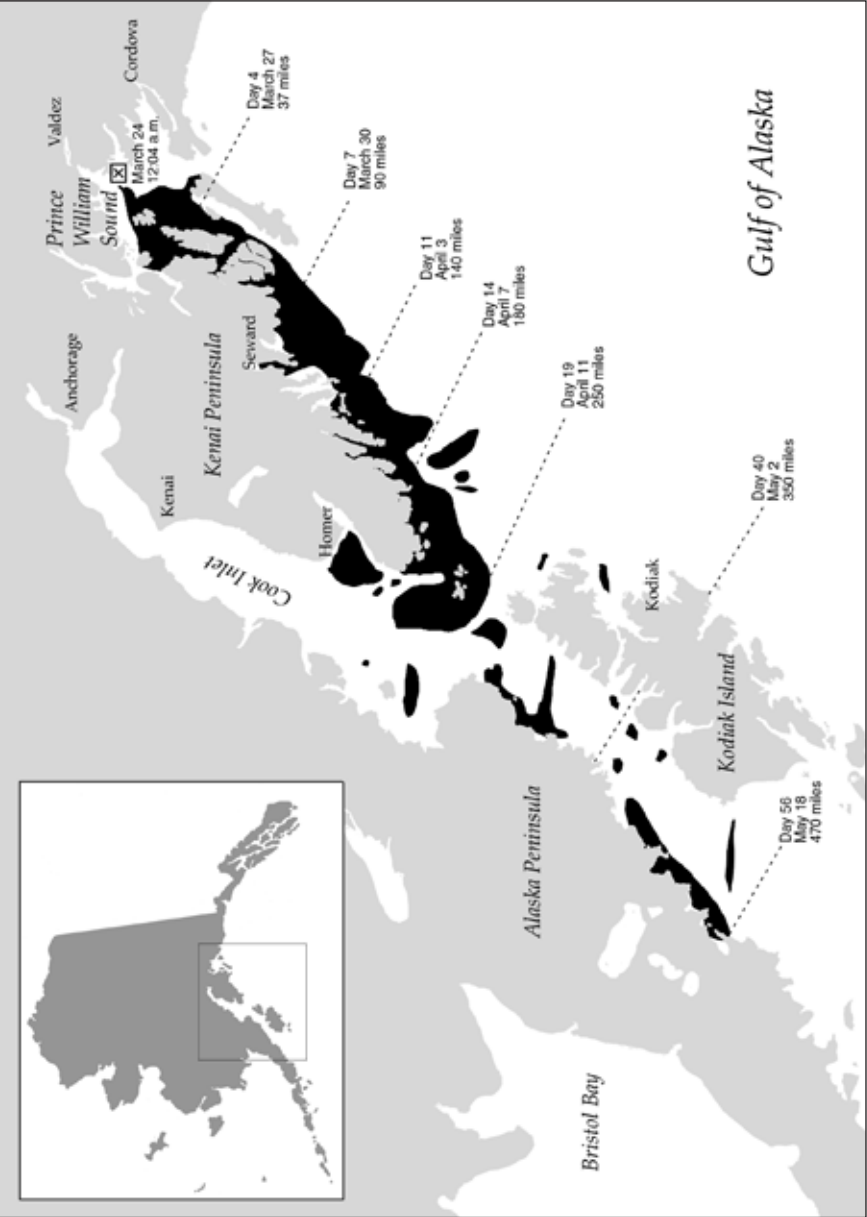 Prince
William
Sound
Valdez
Cordova
March 24
12:04 a.m.
Day 4
March 27
37 miles
Anchorage
Kenai Peninsula
Seward
Day 7
March 30
90 miles
Kenai
Cook Inlet
Homer
Day 11
April 3
140 miles
Day 14
April 7
180 miles
Gulf of Alaska
Day 19
April 11
250 miles
Day 40
May 2
350 miles
Kodiak
Kodiak Island
Alaska Peninsula
Day 56
May 18
470 miles
Bristol Bay